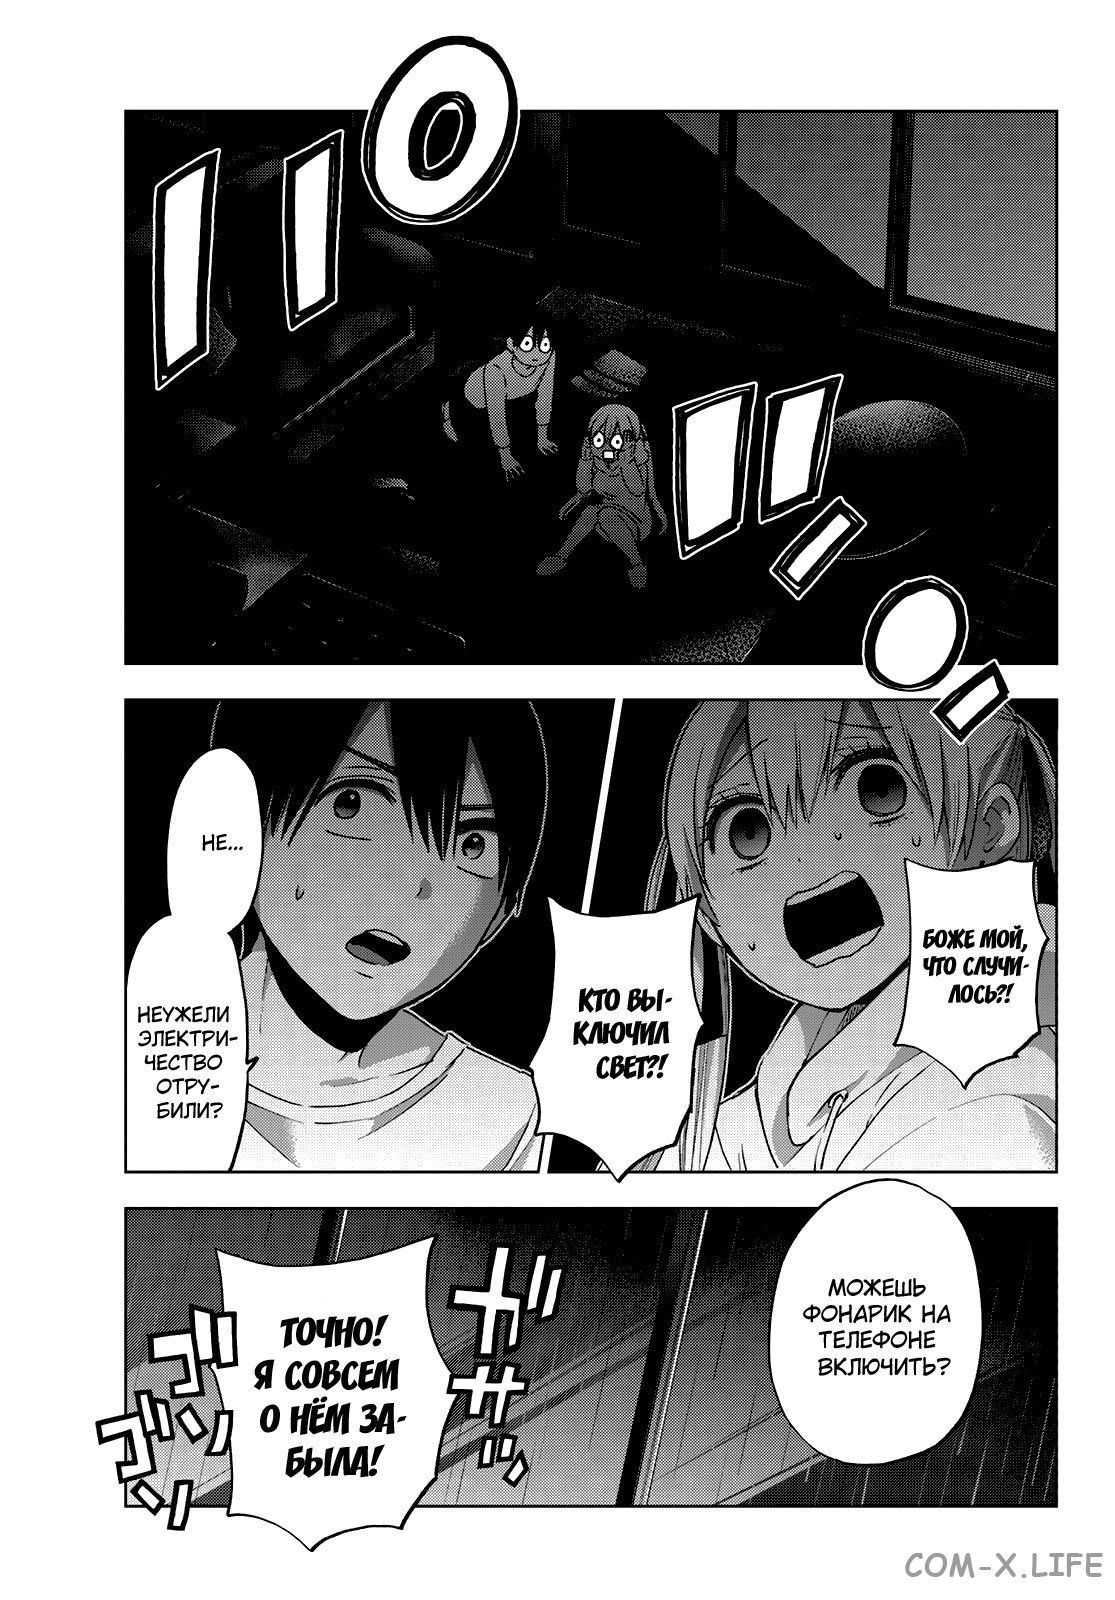 БОЖЕ МОЙ,
ЧТО СЛУЧИ-
ЛОСЬ?!
КТО ВЫ-
КЛЮЧИЛ
СВЕТ?!
НЕ...
НЕУЖЕЛИ
ЭЛЕКТРИ-
ЧЕСТВО
ОТРУ-
БИЛИ?
МОЖЕШЬ
ФОНАРИК НА
ТЕЛЕФОНЕ
ВКЛЮЧИТЬ?
ТОЧНО!
Я СОВСЕМ
О НЁМ ЗА-
БЫЛА!
COM-X.LIFE